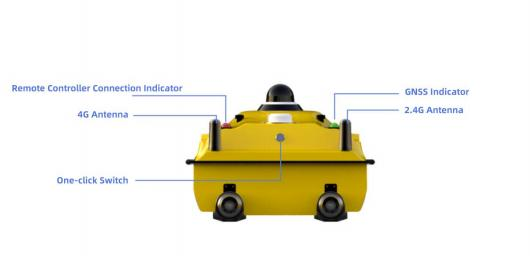 Remote Controller Connection Indicator
GNSS Indicator
4G Antenna
2.4G Antenna
One-click Switch